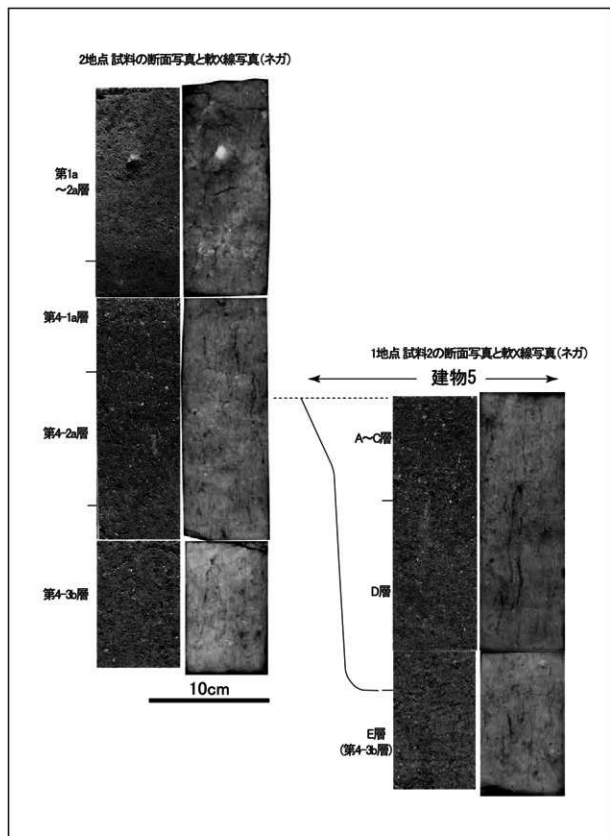 2地点 試料の断面写真と軟X線写真(ネガ)
第1a
～2a層
第4-1a層
第4-2a層
第4-3b層
10cm
1地点 試料2の断面写真と軟X線写真(ネガ)
建物5
A～C層
D層
E層
(第4-3b層)